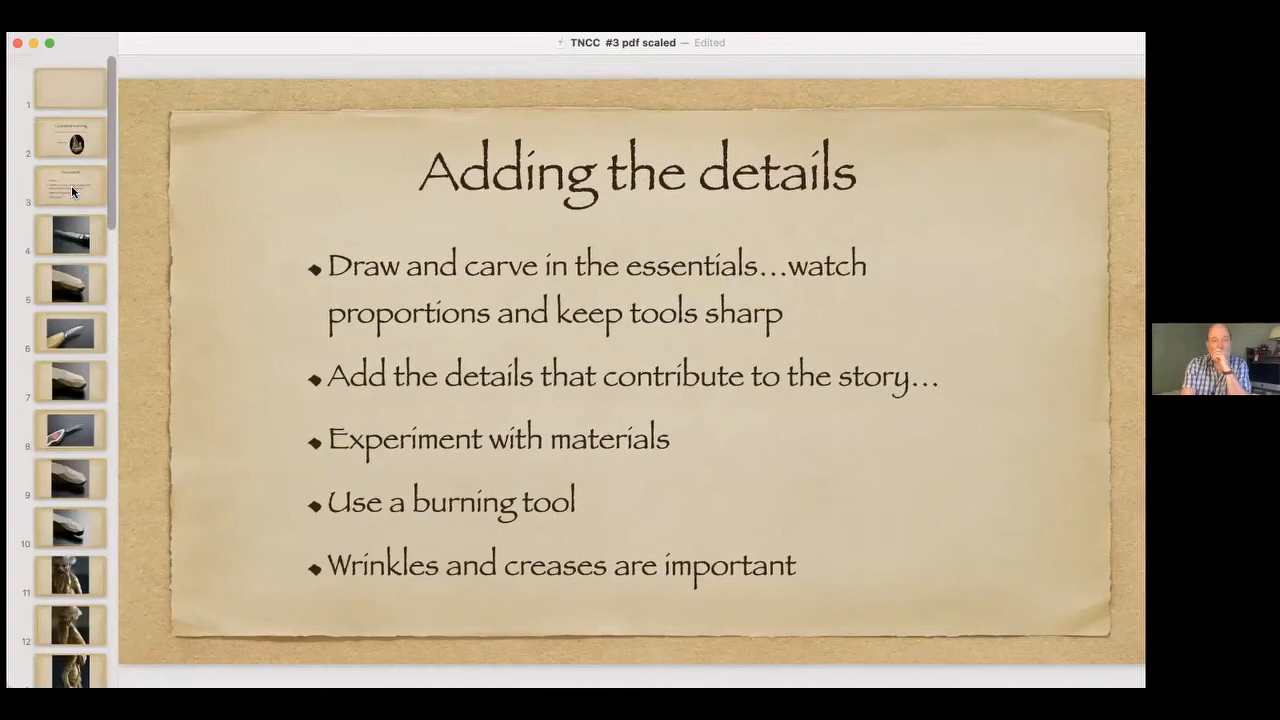 TNCC #3 pdf scaled — Edited
Adding the details
Draw and carve in the essentials...watch
proportions and keep tools sharp
Add the details that contribute to the story...
Experiment with materials
Use a burning tool
Wrinkles and creases are important
1
2
3
4
5
6
7
8
9
10
11
12